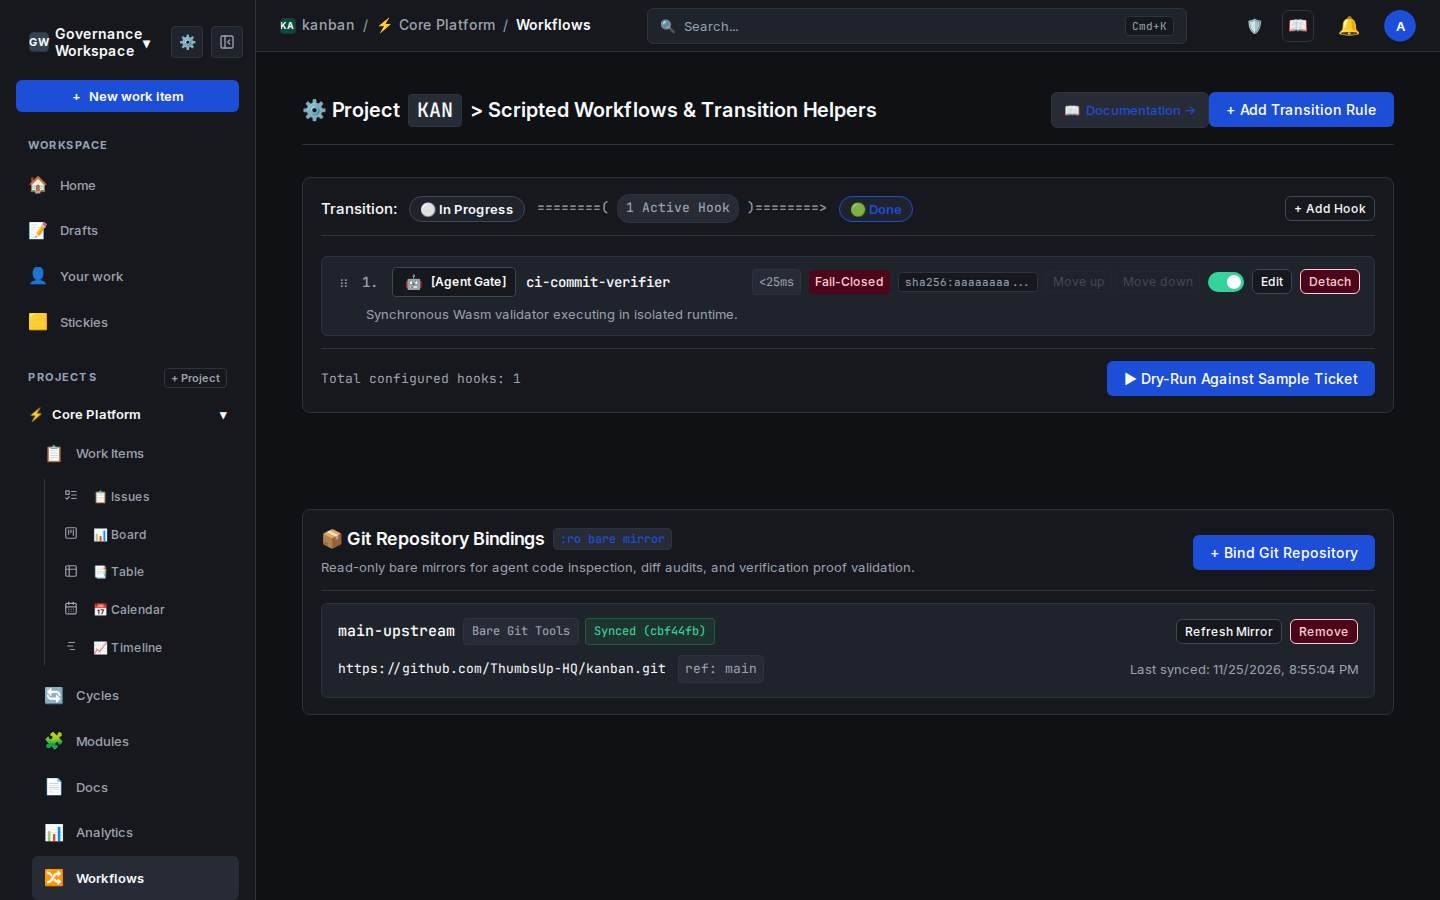 GW Governance Workspace ▾
+ New work item
WORKSPACE
Home
Drafts
Your work
Stickies
PROJECTS + Project
Core Platform ▾
Work Items
Issues
Board
Table
Calendar
Timeline
Cycles
Modules
Docs
Analytics
Workflows
KA kanban / ⚡ Core Platform / Workflows
Search... Cmd+K
A
Project KAN > Scripted Workflows & Transition Helpers
Documentation →
+ Add Transition Rule
Transition: In Progress ========( 1 Active Hook )========> Done
+ Add Hook
1. [Agent Gate] ci-commit-verifier <25ms Fail-Closed sha256:aaaaaaaa... Move up Move down Edit Detach
Synchronous Wasm validator executing in isolated runtime.
Total configured hooks: 1
▶ Dry-Run Against Sample Ticket
Git Repository Bindings :ro bare mirror
Read-only bare mirrors for agent code inspection, diff audits, and verification proof validation.
+ Bind Git Repository
main-upstream Bare Git Tools Synced (cbf44fb) Refresh Mirror Remove
https://github.com/ThumbsUp-HQ/kanban.git ref: main Last synced: 11/25/2026, 8:55:04 PM